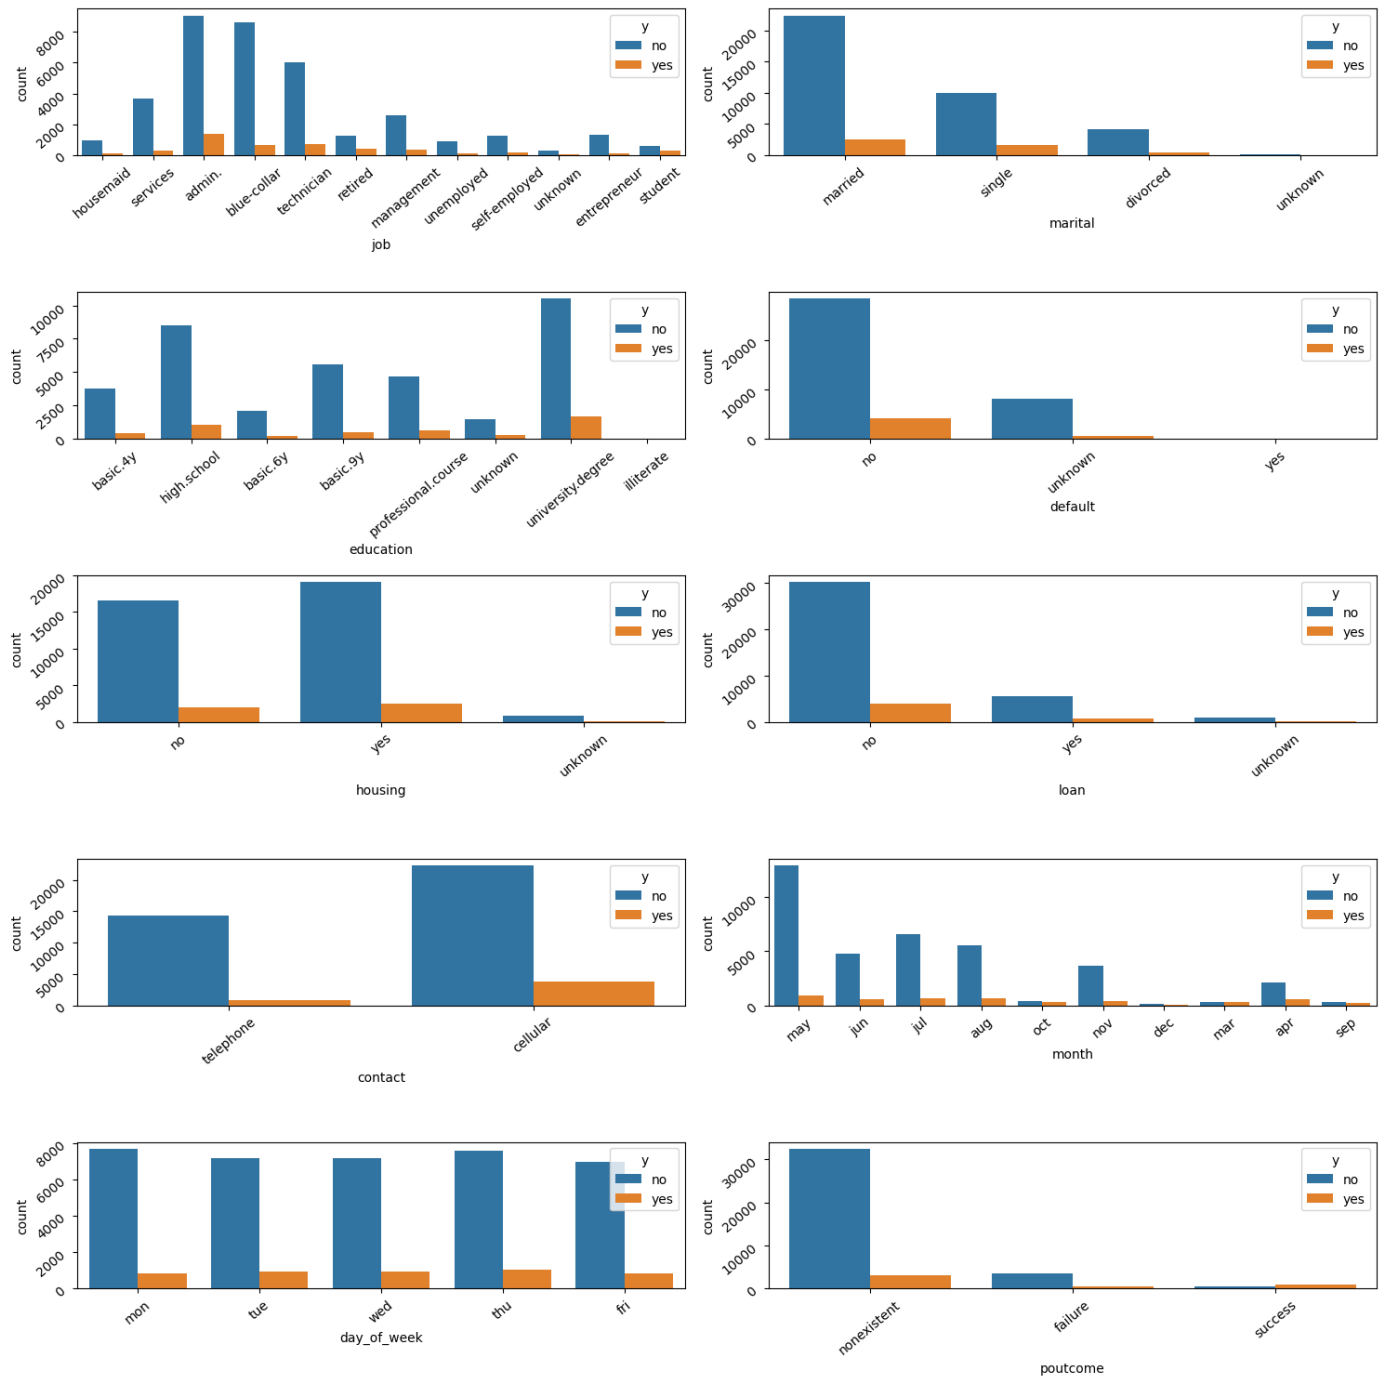 8000
6000
4000
2000
0
count
y
no
yes
housemaid
services
admin.
blue-collar
technician
retired
management
unemployed
self-employed
unknown
entrepreneur
student
job
20000
15000
10000
5000
0
count
y
no
yes
married
single
divorced
unknown
marital
10000
7500
5000
2500
0
count
y
no
yes
basic.4y
high.school
basic.6y
basic.9y
professional.course
unknown
university.degree
illiterate
education
20000
10000
0
count
y
no
yes
no
unknown
yes
default
20000
15000
10000
5000
0
count
y
no
yes
no
yes
unknown
housing
30000
20000
10000
0
count
y
no
yes
no
yes
unknown
loan
20000
15000
10000
5000
0
count
y
no
yes
telephone
cellular
contact
10000
5000
0
count
y
no
yes
may
jun
jul
aug
oct
nov
dec
mar
apr
sep
month
8000
6000
4000
2000
0
count
y
no
yes
mon
tue
wed
thu
fri
day_of_week
30000
20000
10000
0
count
y
no
yes
nonexistent
failure
success
poutcome